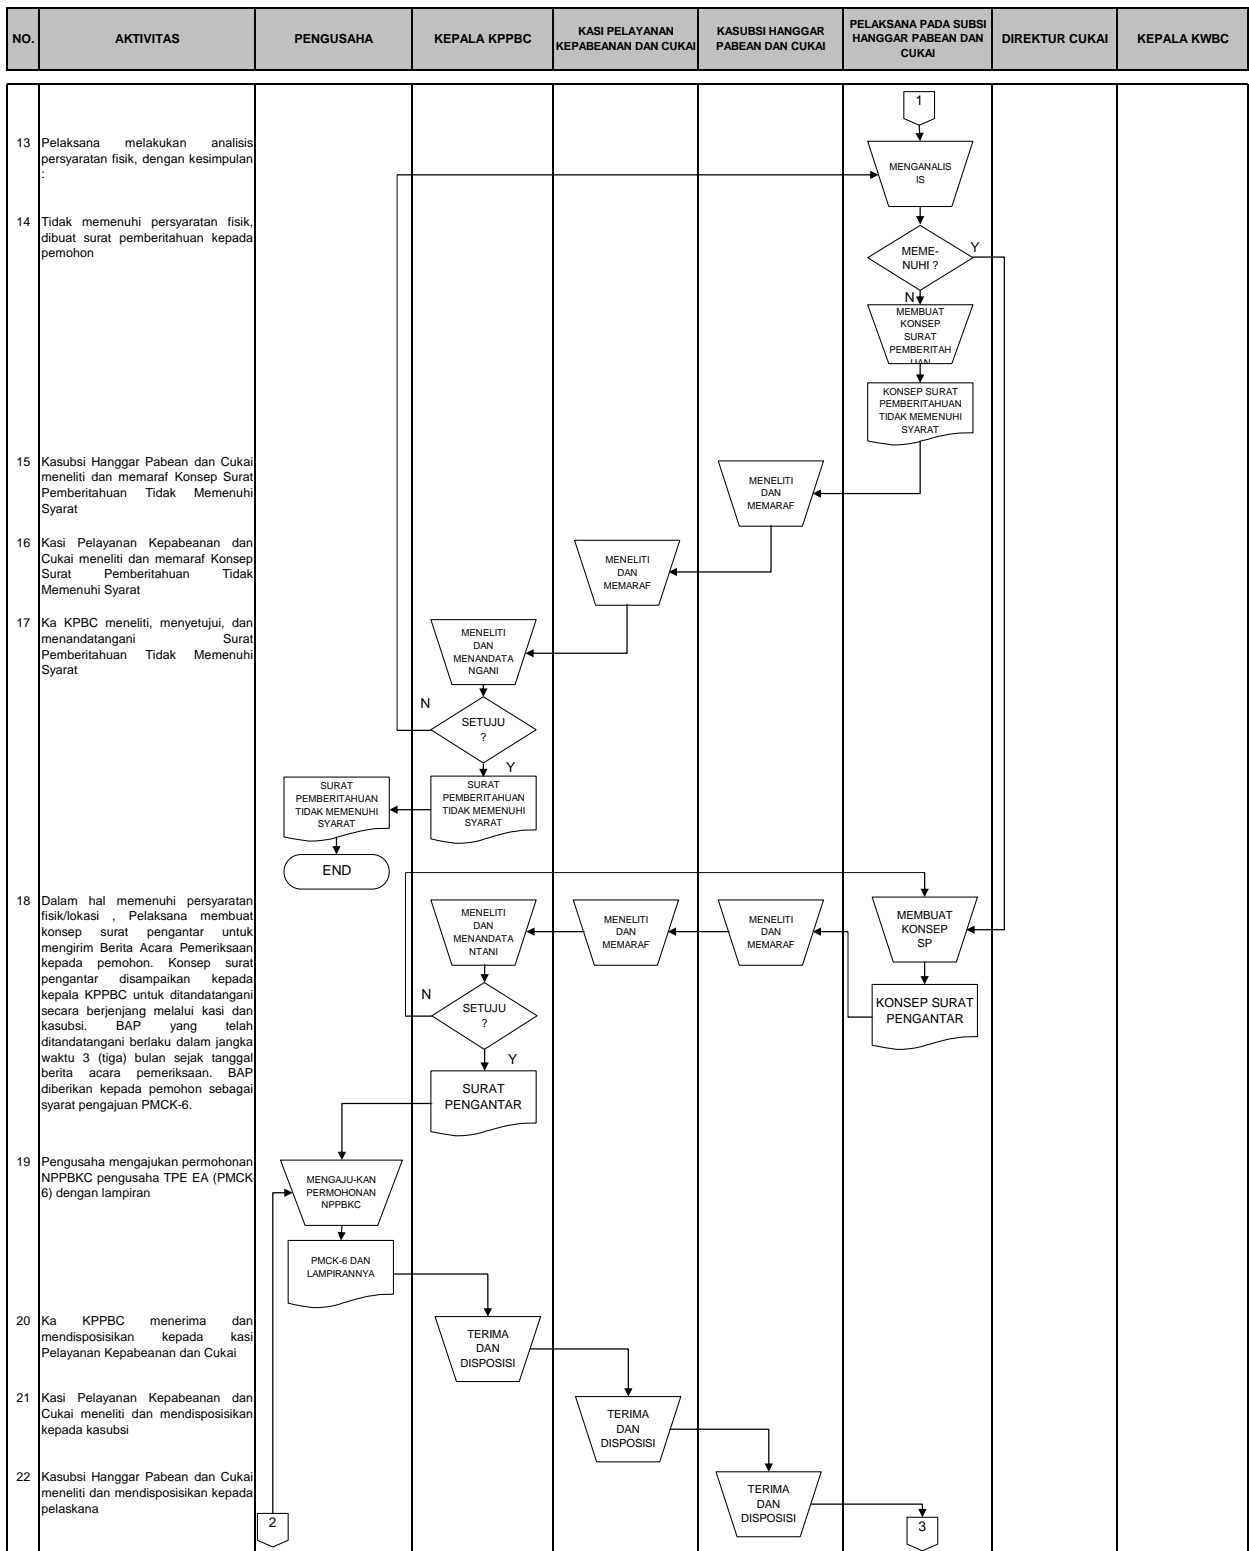 NO.
AKTIVITAS
PENGUSAHA
KEPALA KPPBC
KASI PELAYANAN
KEPABEANAN DAN CUKAI
KASUBSI HANGGAR
PABEAN DAN CUKAI
PELAKSANA PADA SUBSI
HANGGAR PABEAN DAN
CUKAI
DIREKTUR CUKAI
KEPALA KWBC
1
13 Pelaksana melakukan analisis
persyaratan fisik, dengan kesimpulan
:
MENGANALIS
IS
14 Tidak memenuhi persyaratan fisik,
dibuat surat pemberitahuan kepada
pemohon
MEME-
NUHI ?
Y
N
MEMBUAT
KONSEP
SURAT
PEMBERITAH
UAN
KONSEP SURAT
PEMBERITAHUAN
TIDAK MEMENUHI
SYARAT
15 Kasubsi Hanggar Pabean dan Cukai
meneliti dan memaraf Konsep Surat
Pemberitahuan Tidak Memenuhi
Syarat
MENELITI
DAN
MEMARAF
16 Kasi Pelayanan Kepabeanan dan
Cukai meneliti dan memaraf Konsep
Surat Pemberitahuan Tidak
Memenuhi Syarat
MENELITI
DAN
MEMARAF
17 Ka KPBC meneliti, menyetujui, dan
menandatangani Surat
Pemberitahuan Tidak Memenuhi
Syarat
MENELITI
DAN
MENANDATA
NGANI
N
SETUJU
?
Y
SURAT
PEMBERITAHUAN
TIDAK MEMENUHI
SYARAT
SURAT
PEMBERITAHUAN
TIDAK MEMENUHI
SYARAT
END
18 Dalam hal memenuhi persyaratan
fisik/lokasi , Pelaksana membuat
konsep surat pengantar untuk
mengirim Berita Acara Pemeriksaan
kepada pemohon. Konsep surat
pengantar disampaikan kepada
kepala KPPBC untuk ditandatangani
secara berjenjang melalui kasi dan
kasubsi. BAP yang telah
ditandatangani berlaku dalam jangka
waktu 3 (tiga) bulan sejak tanggal
berita acara pemeriksaan. BAP
diberikan kepada pemohon sebagai
syarat pengajuan PMCK-6.
MENELITI
DAN
MENANDATA
NTANI
MENELITI
DAN
MEMARAF
MENELITI
DAN
MEMARAF
MEMBUAT
KONSEP
SP
N
SETUJU
?
Y
KONSEP SURAT
PENGANTAR
SURAT
PENGANTAR
19 Pengusaha mengajukan permohonan
NPPBKC pengusaha TPE EA (PMCK-
6) dengan lampiran
MENGAJU-KAN
PERMOHONAN
NPPBKC
PMCK-6 DAN
LAMPIRANNYA
20 Ka KPPBC menerima dan
mendisposisikan kepada kasi
Pelayanan Kepabeanan dan Cukai
TERIMA
DAN
DISPOSISI
21 Kasi Pelayanan Kepabeanan dan
Cukai meneliti dan mendisposisikan
kepada kasubsi
TERIMA
DAN
DISPOSISI
22 Kasubsi Hanggar Pabean dan Cukai
meneliti dan mendisposisikan kepada
pelaskana
TERIMA
DAN
DISPOSISI
2
3